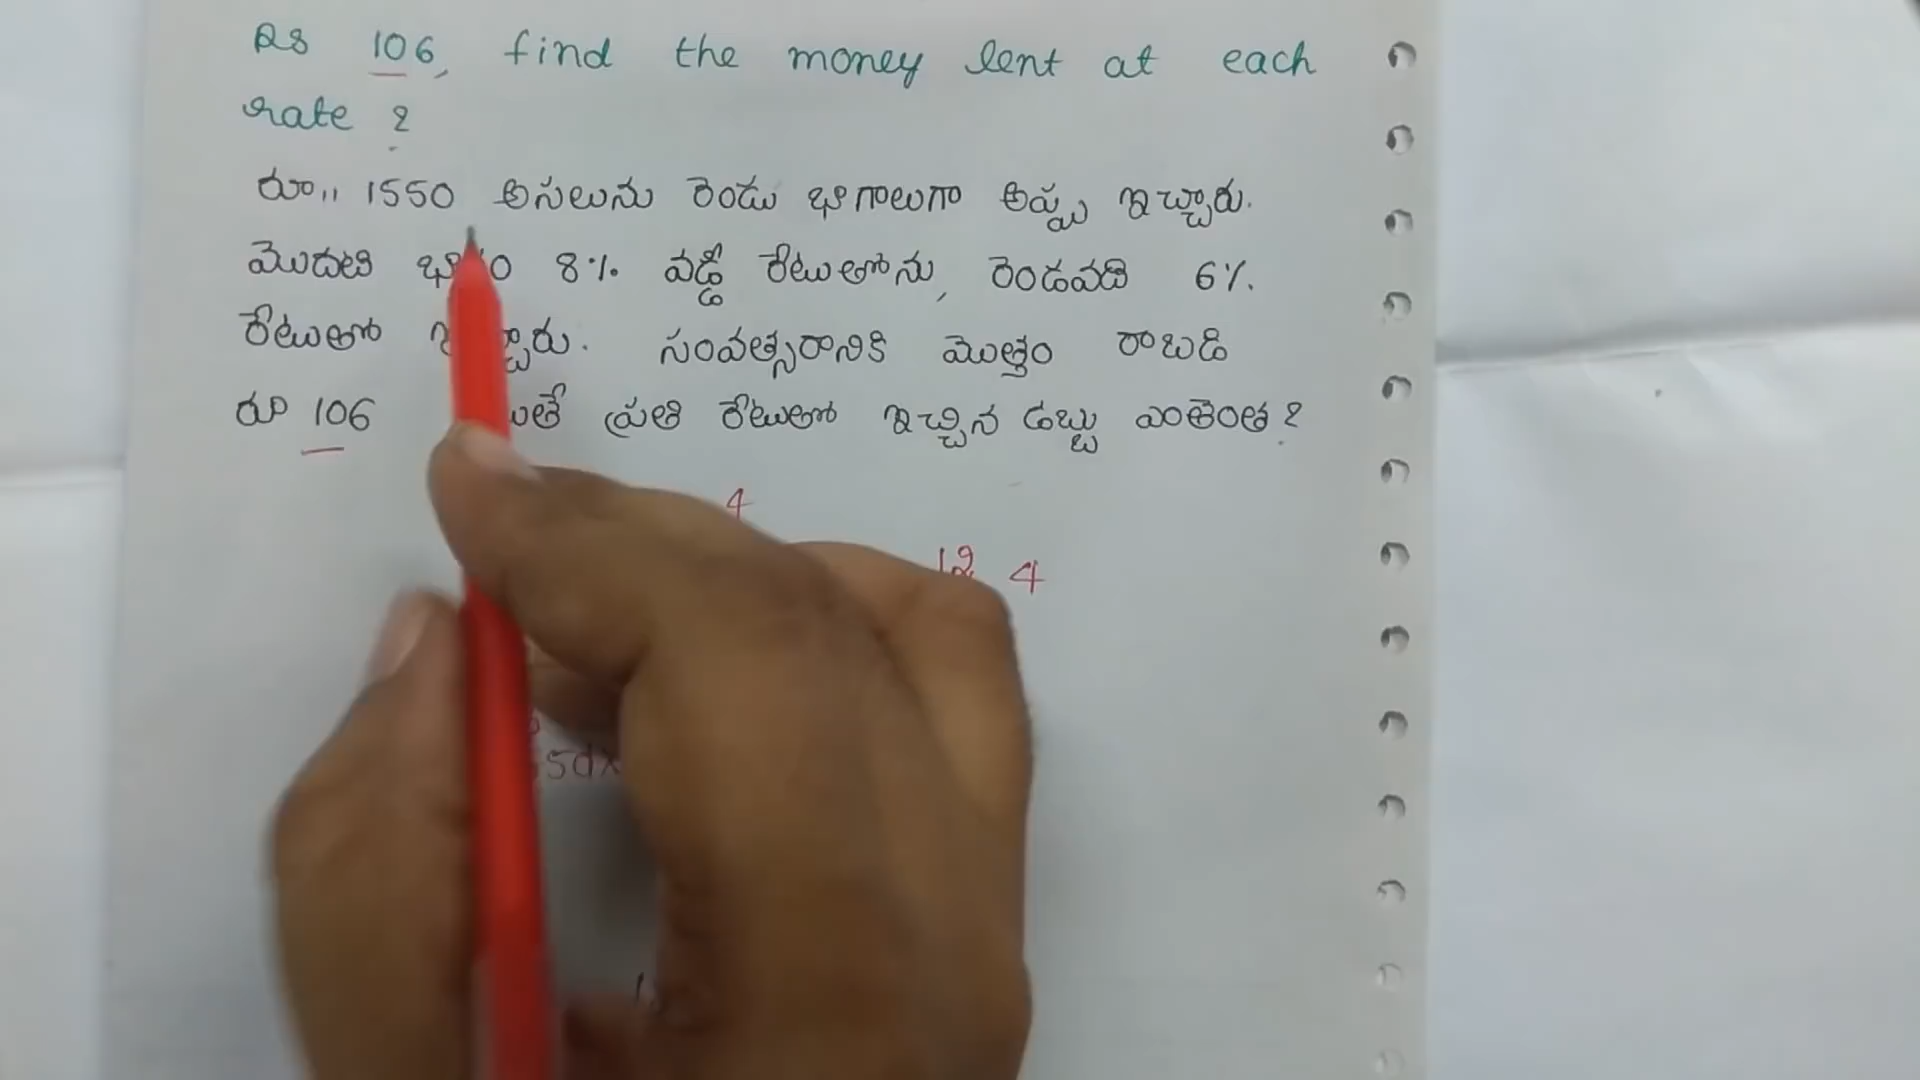 Rs 106, find the money lent at each
rate ?
రూ,, 1550 అసలును రెండు భాగాలుగా అప్పు ఇచ్చారు.
మొదటి 8% వడ్డీ రేటుతోను, రెండవది 6%.
రేటుతో సంవత్సరానికి మొత్తం రాబడి
రూ 106 ప్రతి రేటుతో ఇచ్చిన డబ్బు ఎంతెంత ?
4
12 4